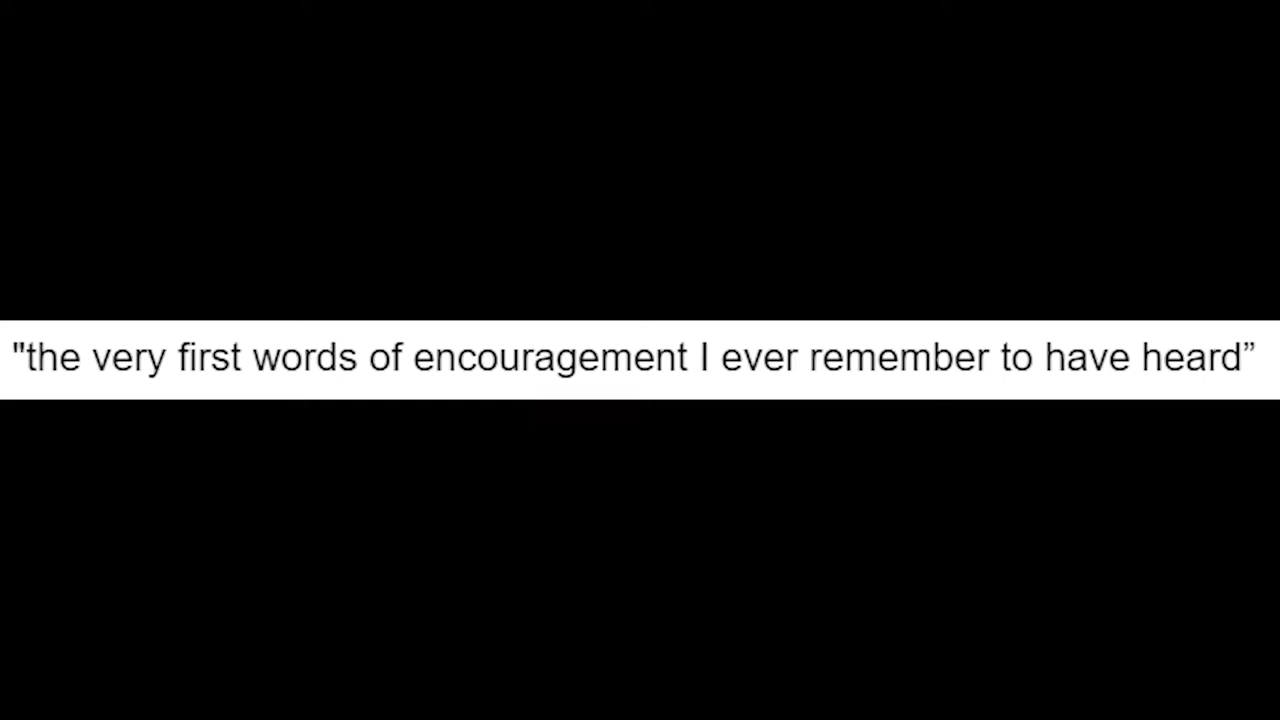 "the very first words of encouragement I ever remember to have heard”